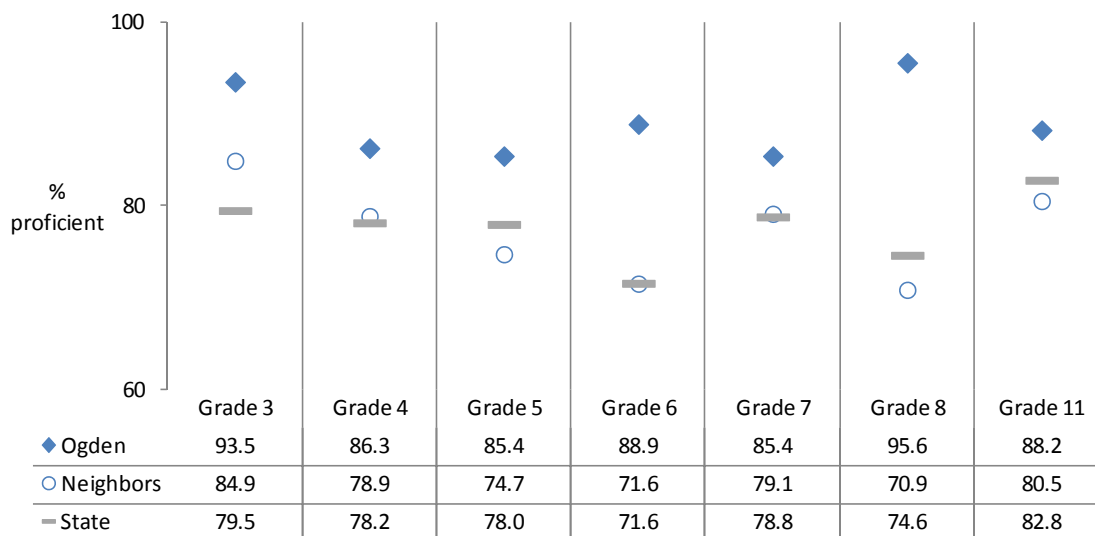 100
80
60
%
proficient
Grade 3 Grade 4 Grade 5 Grade 6 Grade 7 Grade 8 Grade 11
Ogden 93.5 86.3 85.4 88.9 85.4 95.6 88.2
Neighbors 84.9 78.9 74.7 71.6 79.1 70.9 80.5
State 79.5 78.2 78.0 71.6 78.8 74.6 82.8